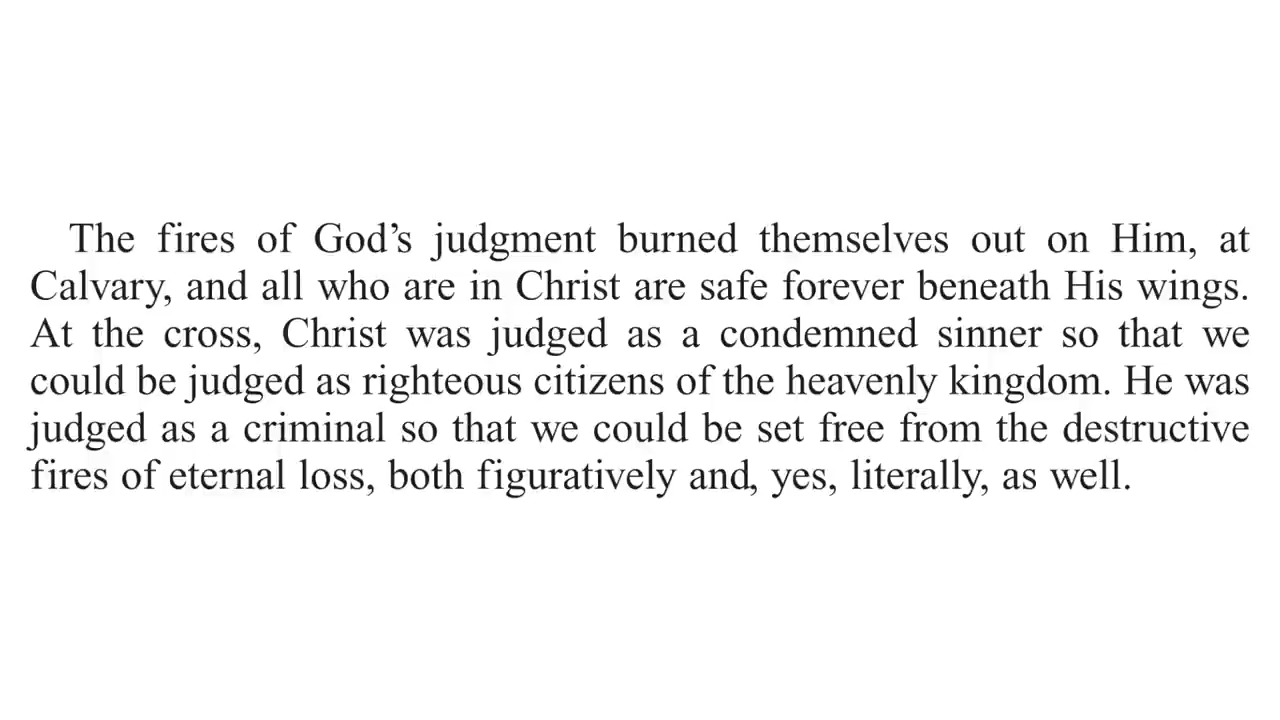 The fires of God’s judgment burned themselves out on Him, at
Calvary, and all who are in Christ are safe forever beneath His wings.
At the cross, Christ was judged as a condemned sinner so that we
could be judged as righteous citizens of the heavenly kingdom. He was
judged as a criminal so that we could be set free from the destructive
fires of eternal loss, both figuratively and, yes, literally, as well.